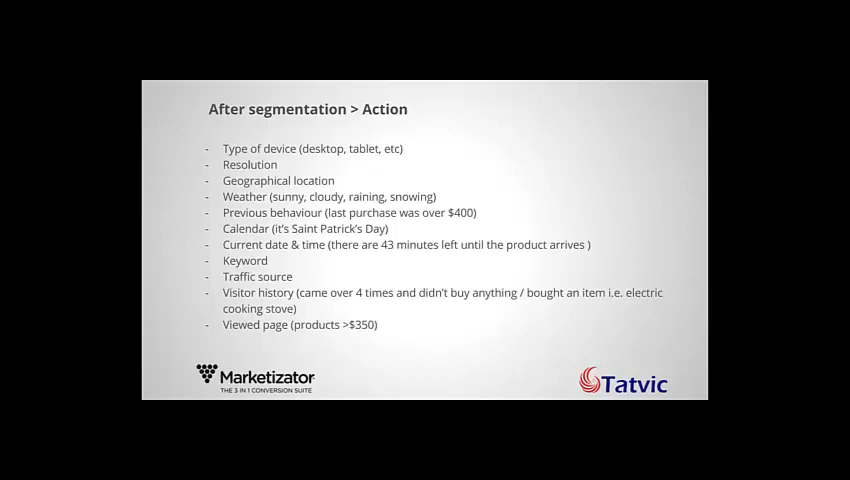 After segmentation > Action
- Type of device (desktop, tablet, etc)
- Resolution
- Geographical location
- Weather (sunny, cloudy, raining, snowing)
- Previous behaviour (last purchase was over $400)
- Calendar (it's Saint Patrick's Day)
- Current date & time (there are 43 minutes left until the product arrives )
- Keyword
- Traffic source
- Visitor history (came over 4 times and didn't buy anything / bought an item i.e. electric
cooking stove)
- Viewed page (products >$350)
Marketizator
THE 3 IN 1 CONVERSION SUITE
Tatvic